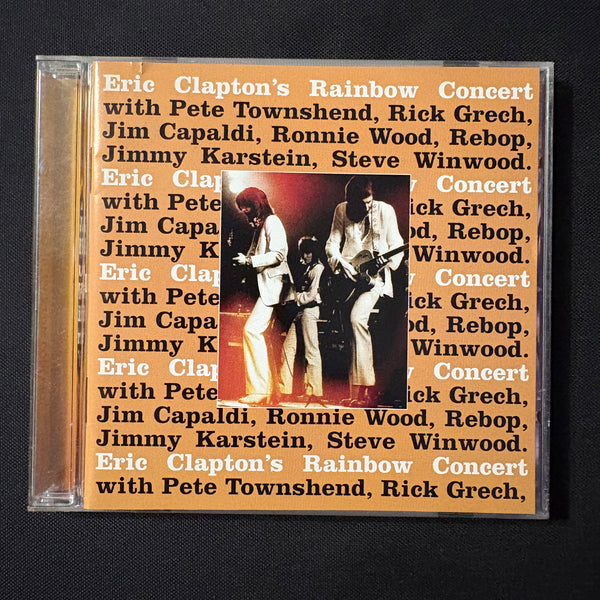 Eric Clapton's Rainbow Concert
with Pete Townshend, Rick Grech,
Jim Capaldi, Ronnie Wood, Rebop,
Jimmy Karstein, Steve Winwood.
Eric Clapton's Rainbow Concert
with Pete ick Grech,
Jim Capa od, Rebop,
Jimmy K Winwood.
Eric Clap w Concert
with Pete ick Grech,
Jim Capa od, Rebop,
Jimmy K Winwood.
Eric Clap w Concert
with Pete Rick Grech,
Jim Capaldi, Ronnie Wood, Rebop,
Jimmy Karstein, Steve Winwood.
Eric Clapton's Rainbow Concert
with Pete Townshend, Rick Grech,